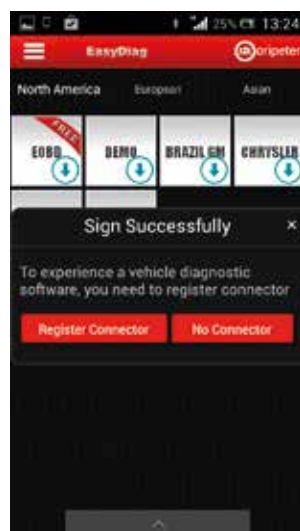 25% 13:24
EasyDiag oripeter
North America European Asian
FREE
EOBD DEMO BRAZIL GM CHRYSLER
Sign Successfully ×
To experience a vehicle diagnostic
software, you need to register connector
Register Connector No Connector